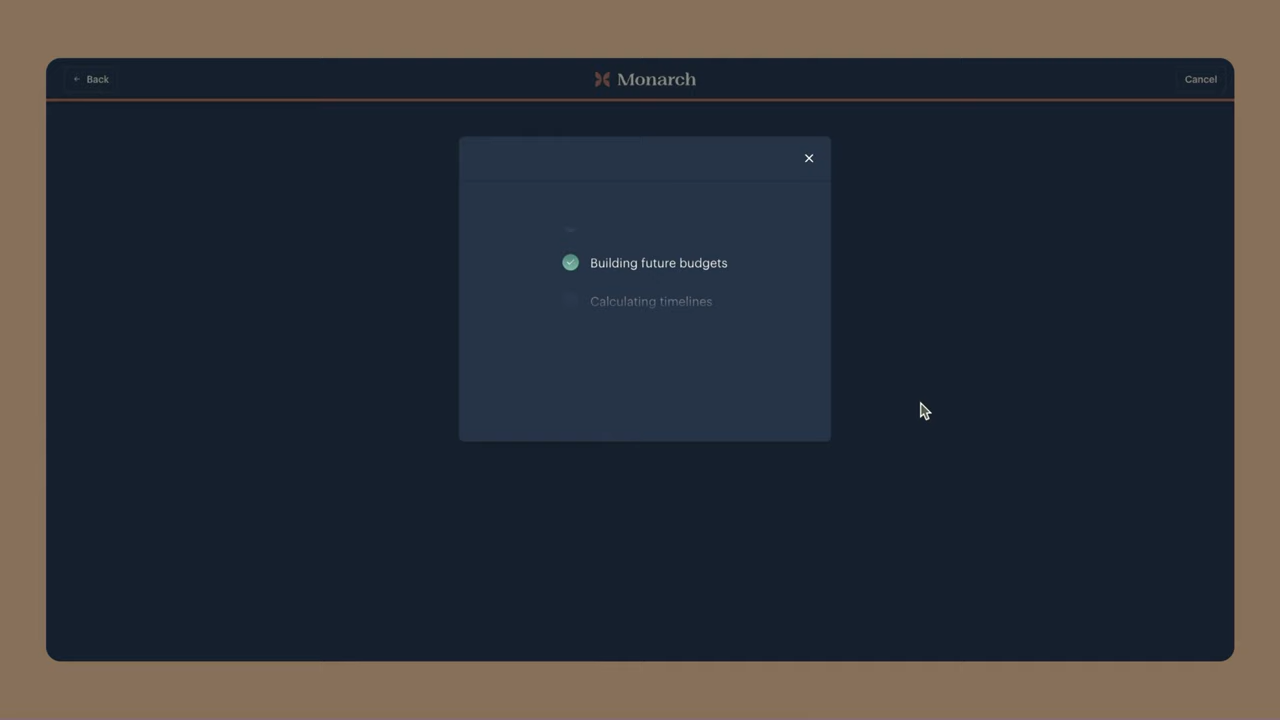 Back
Monarch
Cancel
Building future budgets
Calculating timelines